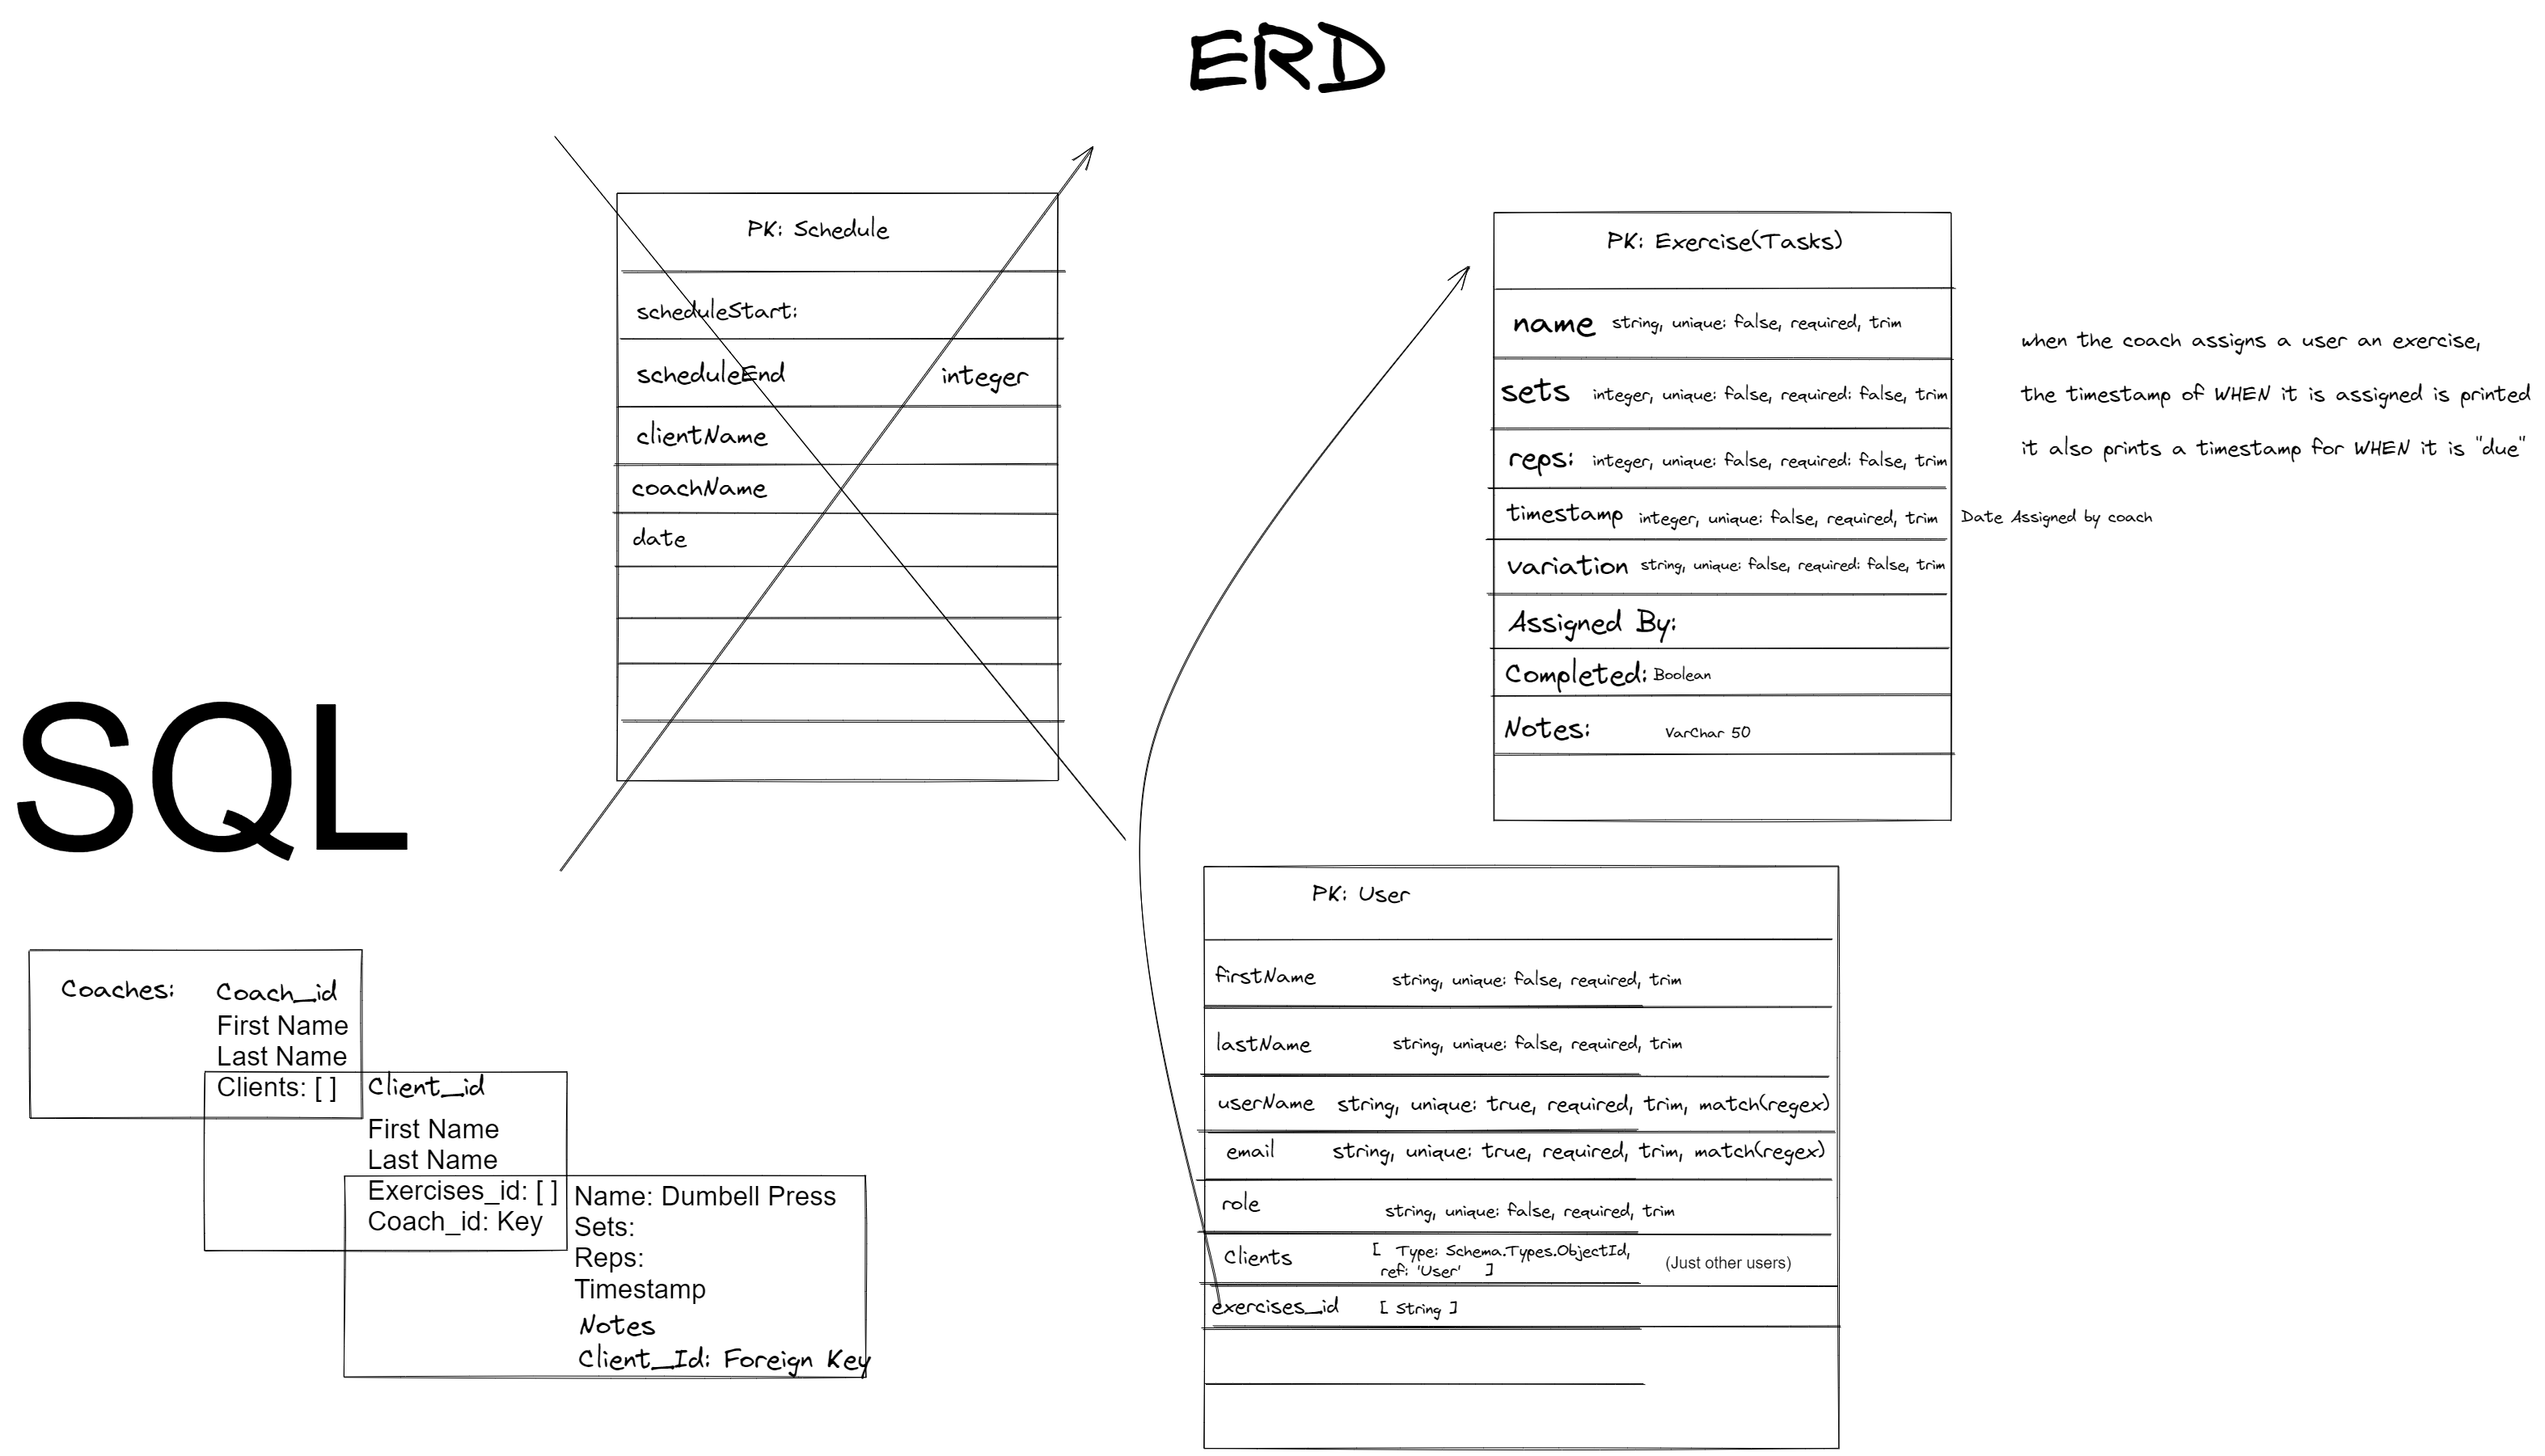 ERD
PK: Schedule
scheduleStart:
scheduleEnd integer
clientName
coachName
date
PK: Exercise(Tasks)
name string, unique: false, required, trim
sets integer, unique: false, required: false, trim
reps: integer, unique: false, required: false, trim
timestamp integer, unique: false, required, trim Date Assigned by coach
variation string, unique: false, required: false, trim
Assigned By:
Completed: Boolean
Notes: VarChar 50
when the coach assigns a user an exercise,
the timestamp of WHEN it is assigned is printed
it also prints a timestamp for WHEN it is "due"
SQL
Coaches: Coach_id
First Name
Last Name
Clients: [ ] Client_id
First Name
Last Name
Exercises_id: [ ]
Coach_id: Key
Name: Dumbell Press
Sets:
Reps:
Timestamp
Notes
Client_Id: Foreign Key
PK: User
firstName string, unique: false, required, trim
lastName string, unique: false, required, trim
userName string, unique: true, required, trim, match(regex)
email string, unique: true, required, trim, match(regex)
role string, unique: false, required, trim
Clients [ Type: Schema.Types.ObjectId,
ref: 'User' ] (Just other users)
exercises_id [ String ]